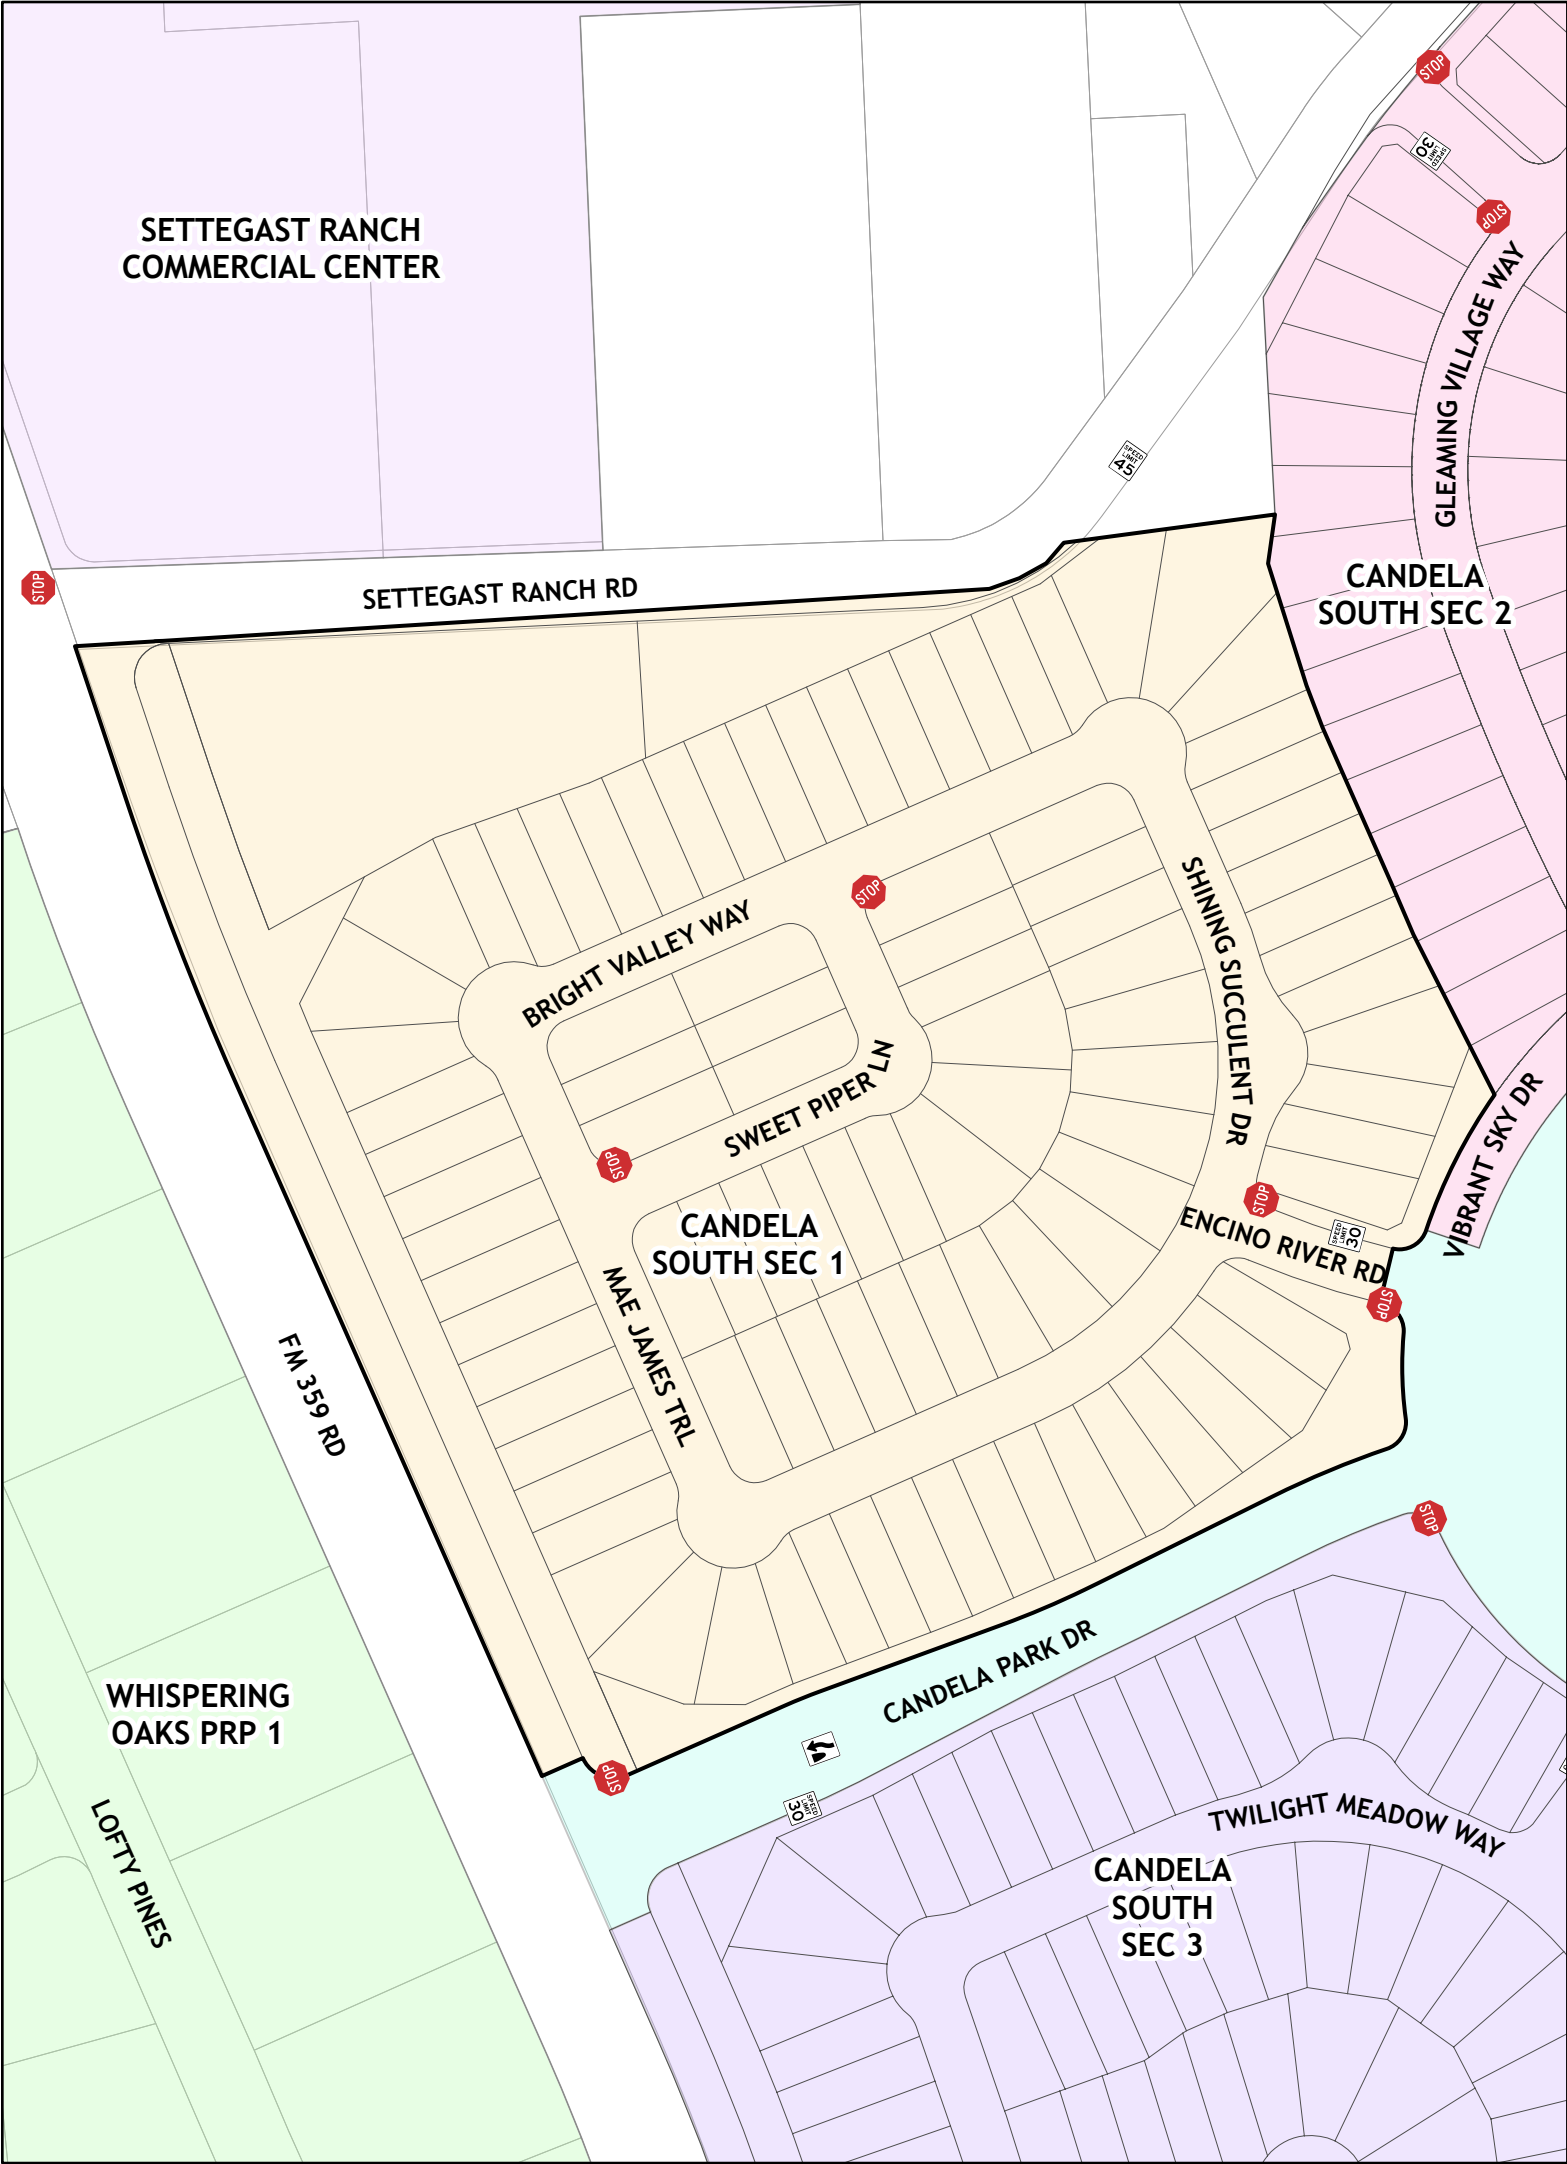 STOP
SPEED LIMIT 30
STOP
SETTEGAST RANCH
COMMERCIAL CENTER
GLEAMING VILLAGE WAY
SPEED LIMIT 45
STOP
SETTEGAST RANCH RD
CANDELA
SOUTH SEC 2
STOP
BRIGHT VALLEY WAY
SHINING SUCCULENT DR
SWEET PIPER LN
STOP
VIBRANT SKY DR
STOP
CANDELA
SOUTH SEC 1
ENCINO RIVER RD
SPEED LIMIT 30
STOP
MAE JAMES TRL
FM 359 RD
STOP
CANDELA PARK DR
WHISPERING
OAKS PRP 1
STOP
SPEED LIMIT 30
LOFTY PINES
TWILIGHT MEADOW WAY
CANDELA
SOUTH
SEC 3